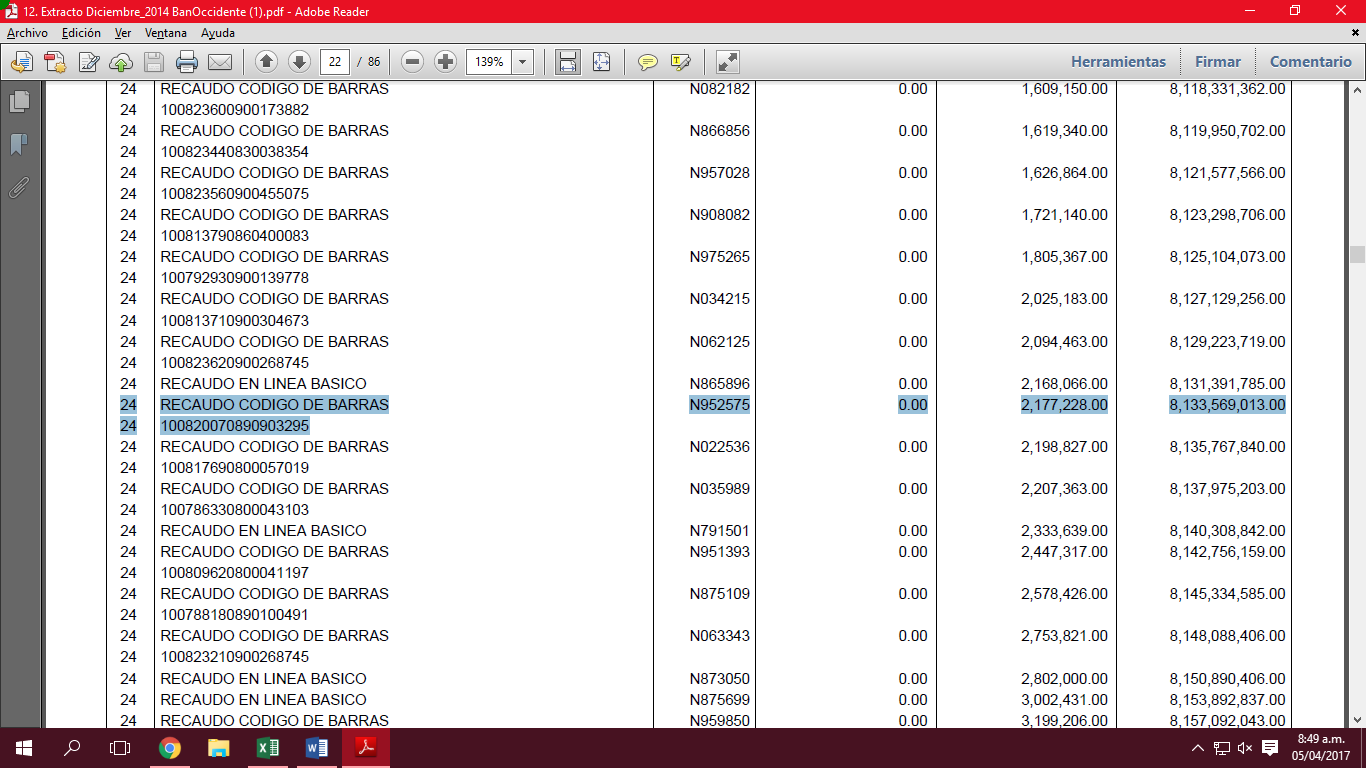 12. Extracto Diciembre_2014 BanOccidente (1).pdf - Adobe Reader
Archivo Edición Ver Ventana Ayuda
22 / 86 139% Herramientas Firmar Comentario
24 RECAUDO CODIGO DE BARRAS N082182 0.00 1,609,150.00 8,118,331,362.00
24 100823600900173882
24 RECAUDO CODIGO DE BARRAS N866856 0.00 1,619,340.00 8,119,950,702.00
24 100823440830038354
24 RECAUDO CODIGO DE BARRAS N957028 0.00 1,626,864.00 8,121,577,566.00
24 100823560900455075
24 RECAUDO CODIGO DE BARRAS N908082 0.00 1,721,140.00 8,123,298,706.00
24 100813790860400083
24 RECAUDO CODIGO DE BARRAS N975265 0.00 1,805,367.00 8,125,104,073.00
24 100792930900139778
24 RECAUDO CODIGO DE BARRAS N034215 0.00 2,025,183.00 8,127,129,256.00
24 100813710900304673
24 RECAUDO CODIGO DE BARRAS N062125 0.00 2,094,463.00 8,129,223,719.00
24 100823620900268745
24 RECAUDO EN LINEA BASICO N865896 0.00 2,168,066.00 8,131,391,785.00
24 RECAUDO CODIGO DE BARRAS N952575 0.00 2,177,228.00 8,133,569,013.00
24 100820070890903295
24 RECAUDO CODIGO DE BARRAS N022536 0.00 2,198,827.00 8,135,767,840.00
24 100817690800057019
24 RECAUDO CODIGO DE BARRAS N035989 0.00 2,207,363.00 8,137,975,203.00
24 100786330800043103
24 RECAUDO EN LINEA BASICO N791501 0.00 2,333,639.00 8,140,308,842.00
24 RECAUDO CODIGO DE BARRAS N951393 0.00 2,447,317.00 8,142,756,159.00
24 100809620800041197
24 RECAUDO CODIGO DE BARRAS N875109 0.00 2,578,426.00 8,145,334,585.00
24 100788180890100491
24 RECAUDO CODIGO DE BARRAS N063343 0.00 2,753,821.00 8,148,088,406.00
24 100823210900268745
24 RECAUDO EN LINEA BASICO N873050 0.00 2,802,000.00 8,150,890,406.00
24 RECAUDO EN LINEA BASICO N875699 0.00 3,002,431.00 8,153,892,837.00
24 RECAUDO CODIGO DE BARRAS N959850 0.00 3,199,206.00 8,157,092,043.00
8:49 a.m.
05/04/2017